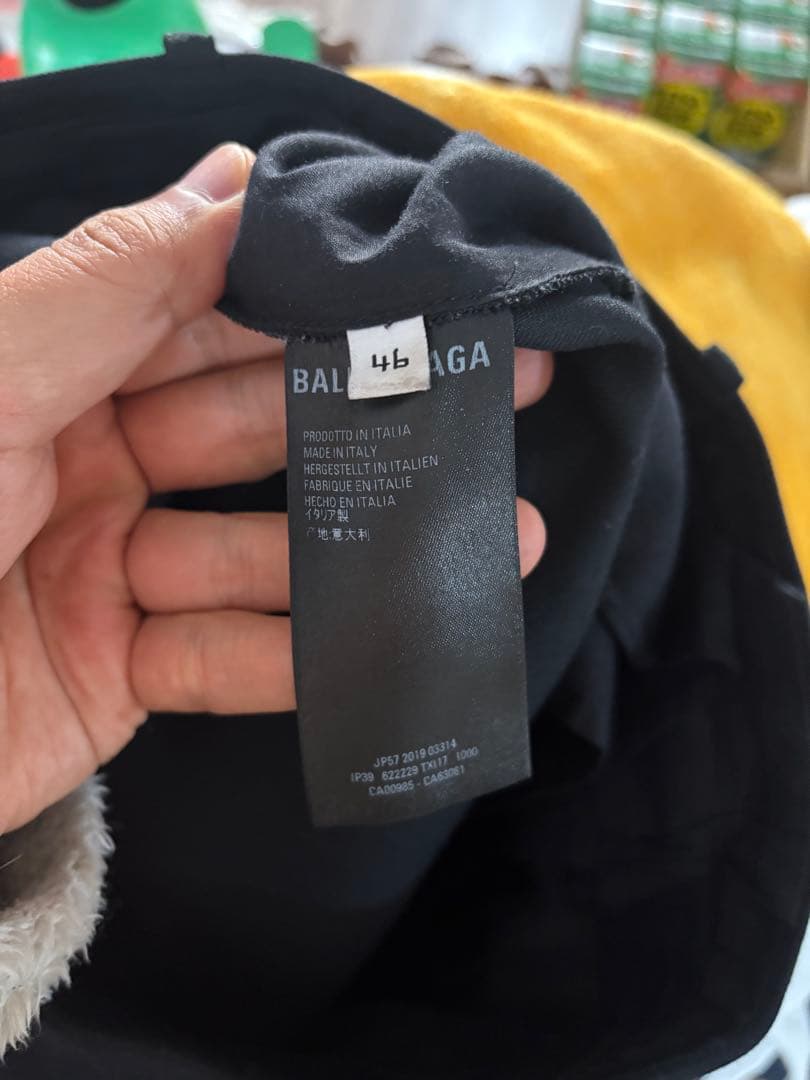 46
BAL AGA
PRODOTTO IN ITALIA
MADE IN ITALY
HERGESTELLT IN ITALIEN
FABRIQUE EN ITALIE
HECHO EN ITALIA
イタリア製
产地:意大利
JP57 2019 03314
IP39 622229 TXI17 1000
CA00985 - CA63061